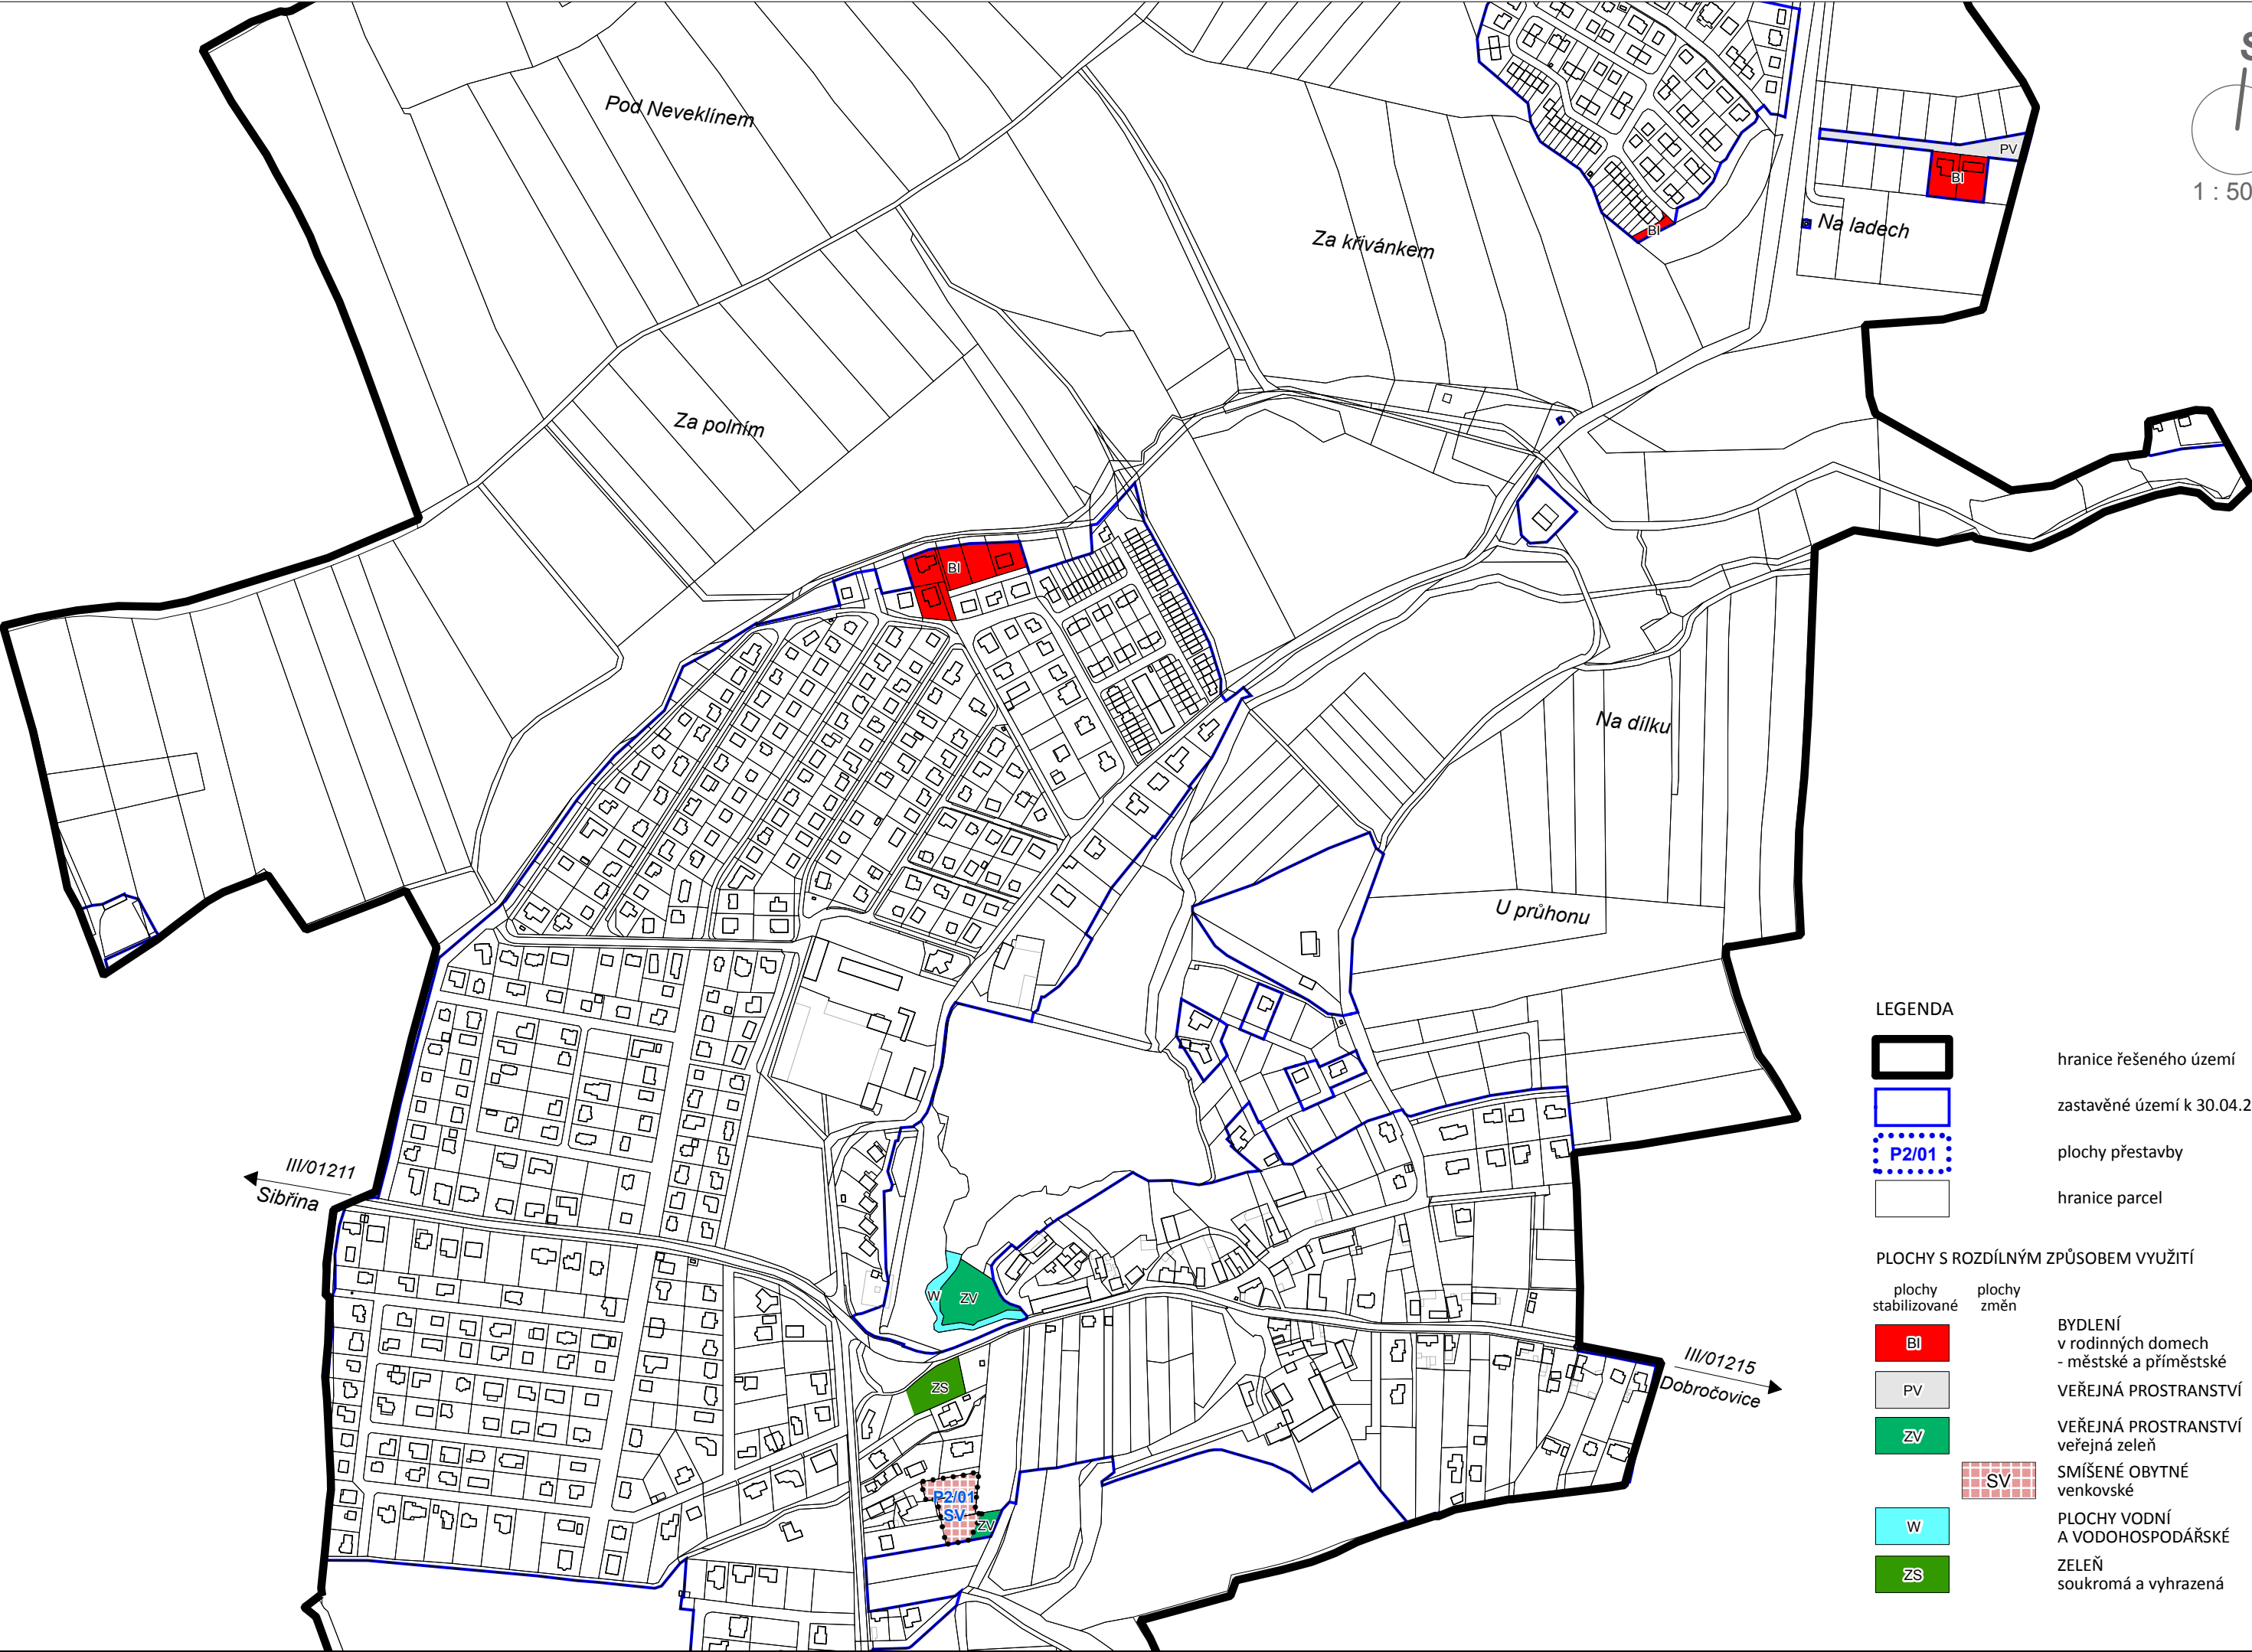 S
1 : 50
Pod Neveklínem
PV
BI
Na ladech
BI
Za křivánkem
Za polním
BI
Na dílku
U průhonu
III/01211
Sibřina
W
ZV
ZS
P2/01
SV
ZV
III/01215
Dobročovice
LEGENDA
hranice řešeného území
zastavěné území k 30.04.2
P2/01
plochy přestavby
hranice parcel
PLOCHY S ROZDÍLNÝM ZPŮSOBEM VYUŽITÍ
plochy
stabilizované
plochy
změn
BI
BYDLENÍ
v rodinných domech
- městské a příměstské
PV
VEŘEJNÁ PROSTRANSTVÍ
ZV
VEŘEJNÁ PROSTRANSTVÍ
veřejná zeleň
SV
SMÍŠENÉ OBYTNÉ
venkovské
W
PLOCHY VODNÍ
A VODOHOSPODÁŘSKÉ
ZS
ZELEŇ
soukromá a vyhrazená